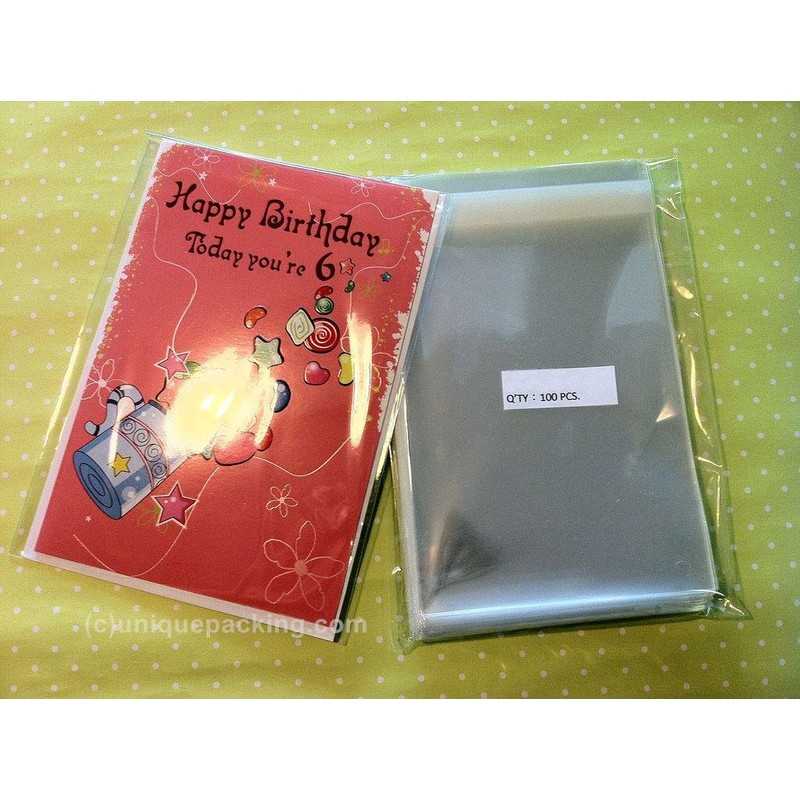 Happy Birthday
Today you're 6
Q'TY : 100 PCS.
(c)uniquepacking.com